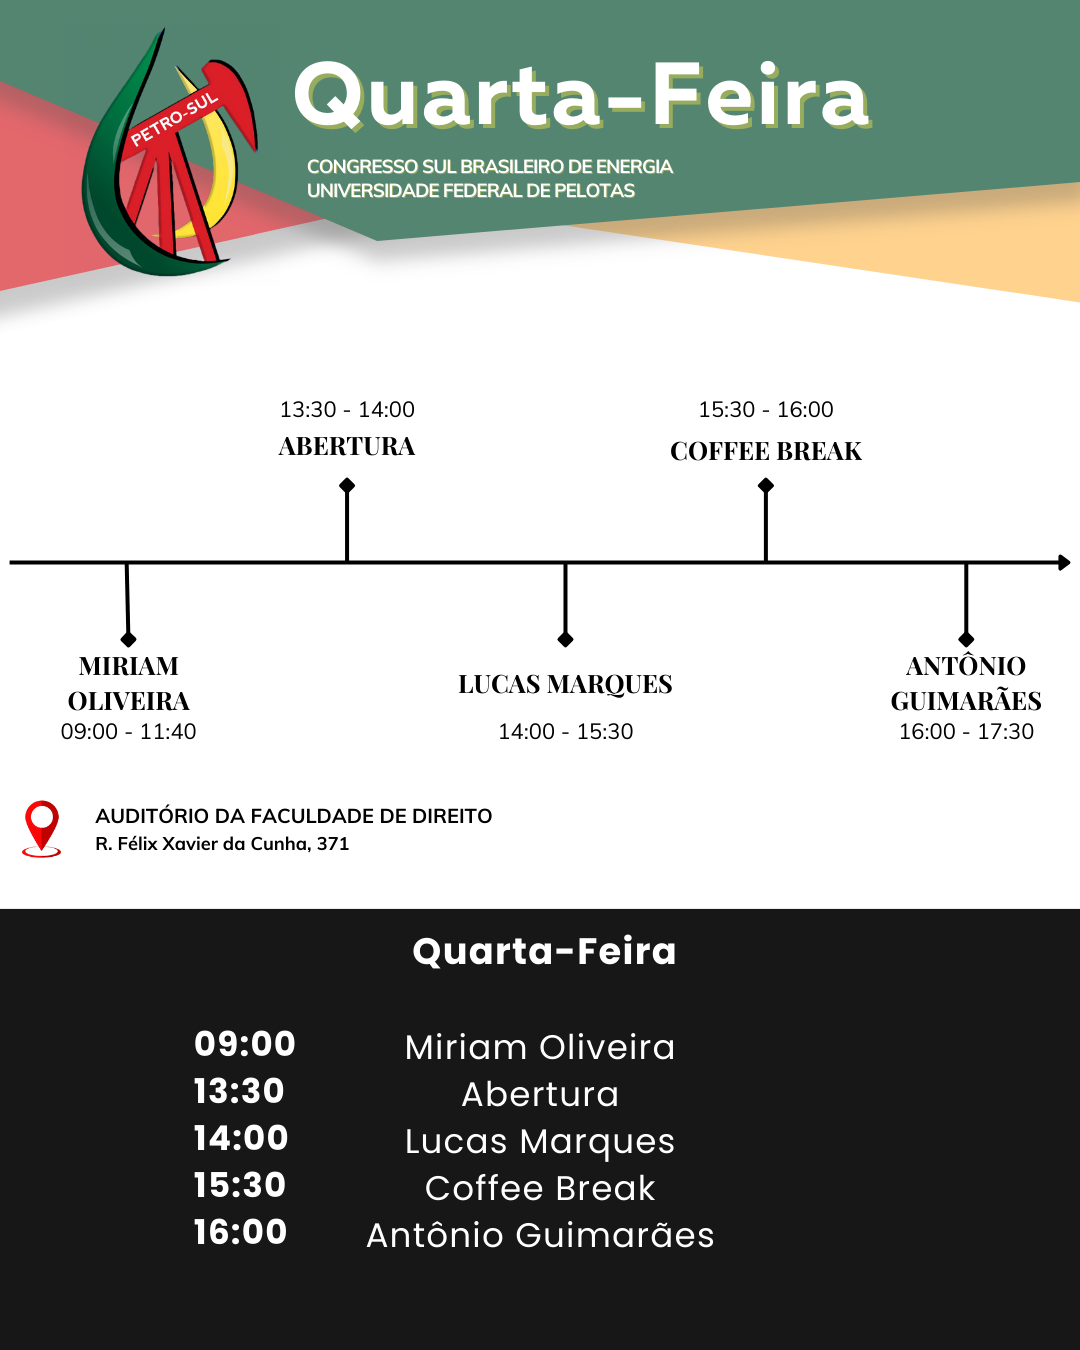 PETRO-SUL
Quarta-Feira
CONGRESSO SUL BRASILEIRO DE ENERGIA
UNIVERSIDADE FEDERAL DE PELOTAS
13:30 - 14:00
ABERTURA
15:30 - 16:00
COFFEE BREAK
MIRIAM
OLIVEIRA
09:00 - 11:40
LUCAS MARQUES
14:00 - 15:30
ANTÔNIO
GUIMARÃES
16:00 - 17:30
AUDITÓRIO DA FACULDADE DE DIREITO
R. Félix Xavier da Cunha, 371
Quarta-Feira
09:00 Miriam Oliveira
13:30 Abertura
14:00 Lucas Marques
15:30 Coffee Break
16:00 Antônio Guimarães